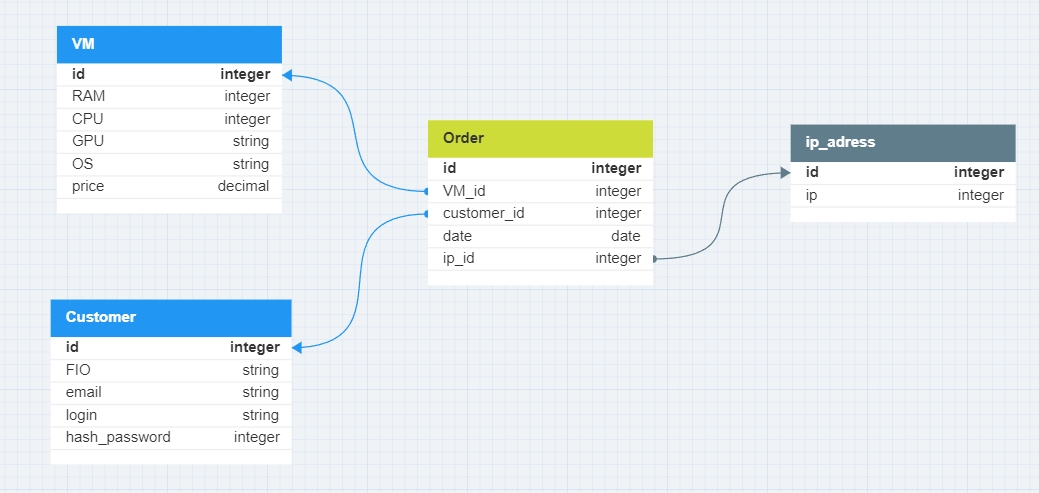 VM
id integer
RAM integer
CPU integer
GPU string
OS string
price decimal
Customer
id integer
FIO string
email string
login string
hash_password integer
Order
id integer
VM_id integer
customer_id integer
date date
ip_id integer
ip_adress
id integer
ip integer